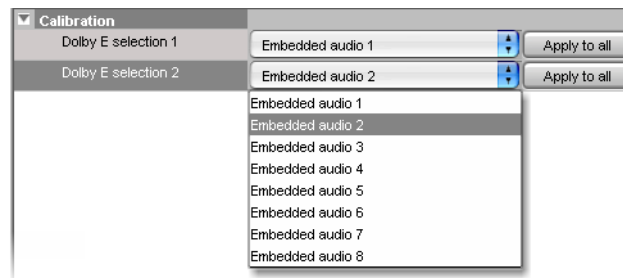 Calibration
Dolby E selection 1 Embedded audio 1 Apply to all
Dolby E selection 2 Embedded audio 2 Apply to all
Embedded audio 1
Embedded audio 2
Embedded audio 3
Embedded audio 4
Embedded audio 5
Embedded audio 6
Embedded audio 7
Embedded audio 8